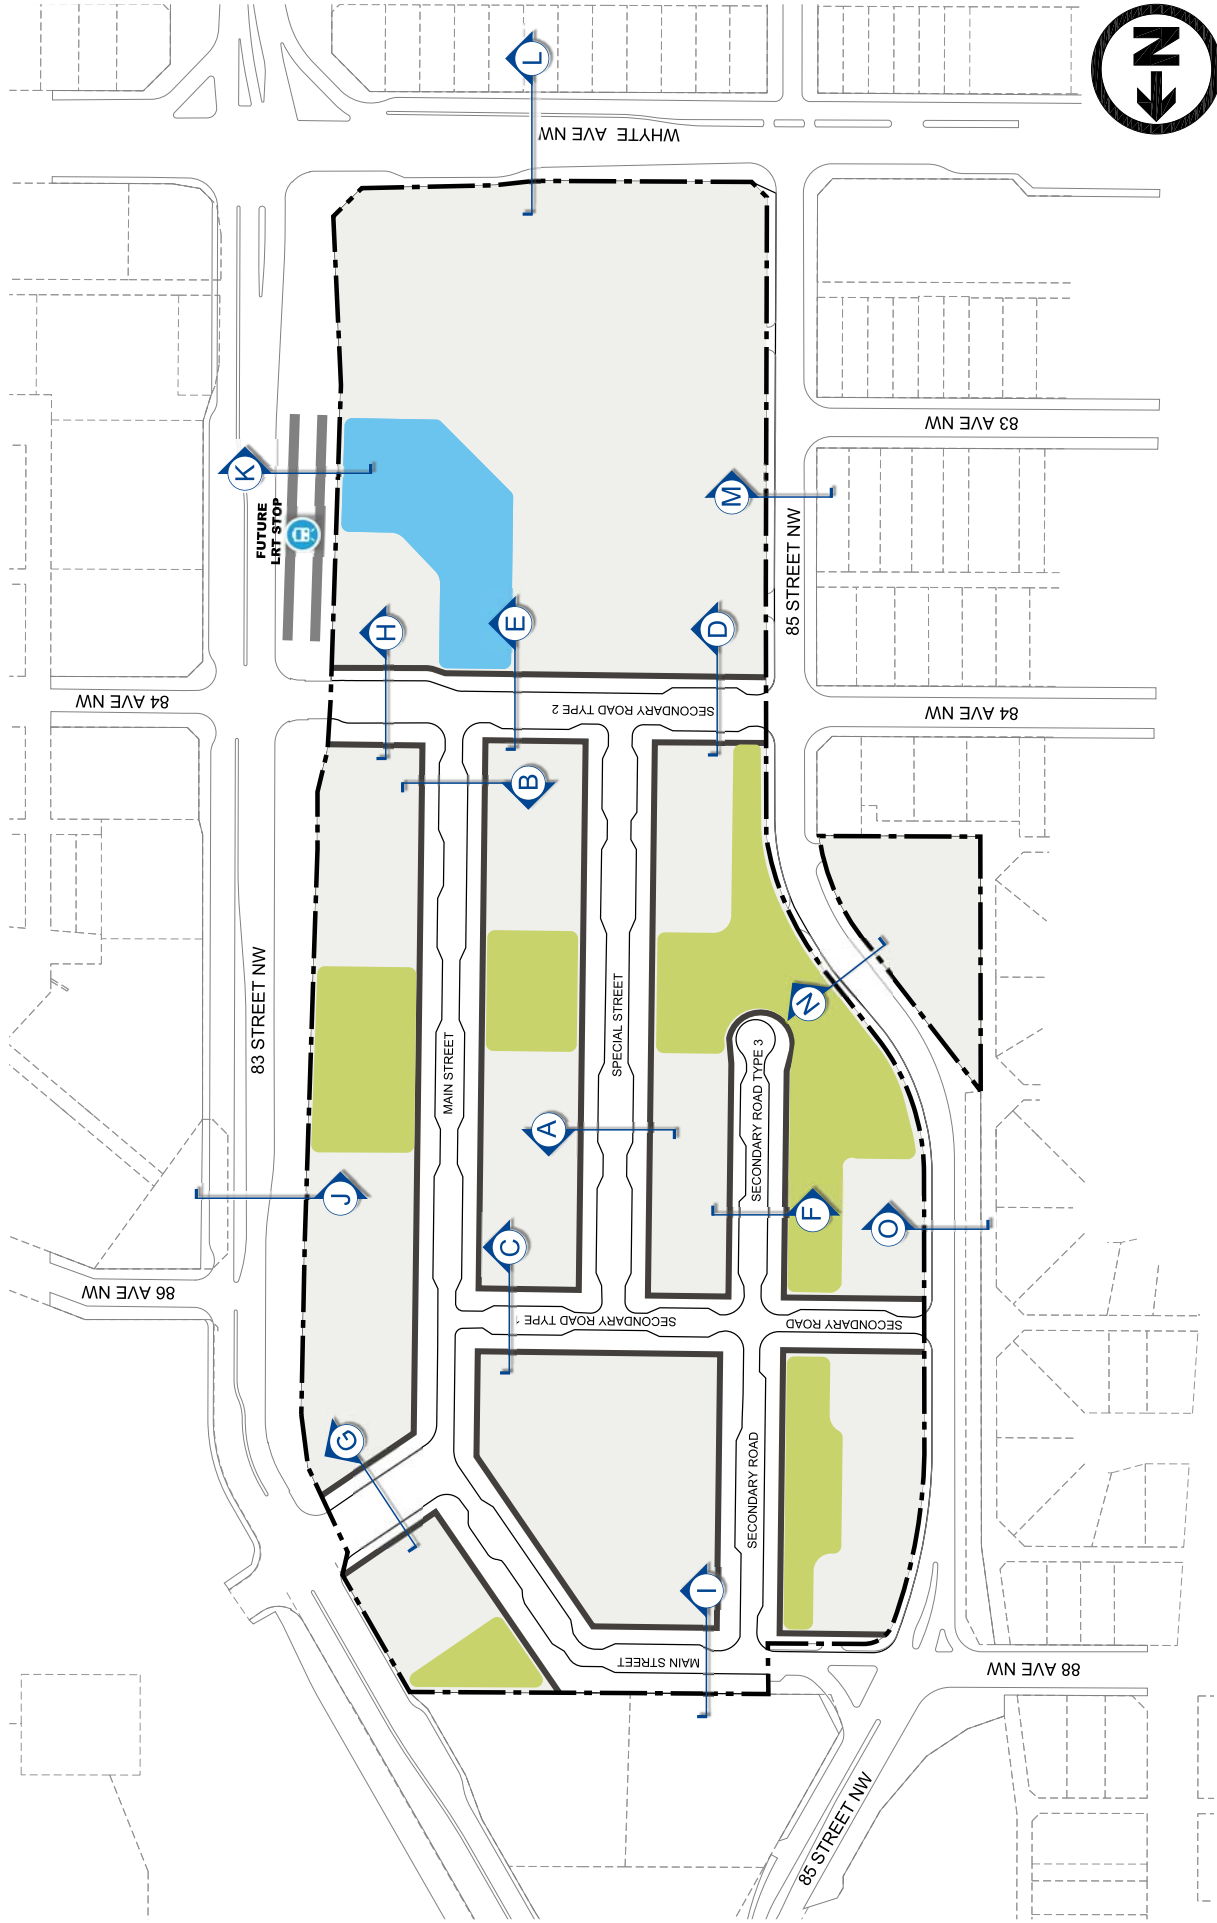 L
WHYTE AVE NW
N
K
FUTURE
LRT STOP
83 AVE NW
M
85 STREET NW
H
E
D
84 AVE NW
SECONDARY ROAD TYPE 2
84 AVE NW
B
83 STREET NW
MAIN STREET
SPECIAL STREET
N
SECONDARY ROAD TYPE 3
A
J
F
O
C
86 AVE NW
SECONDARY ROAD TYPE 1
SECONDARY ROAD
G
SECONDARY ROAD
I
MAIN STREET
88 AVE NW
85 STREET NW